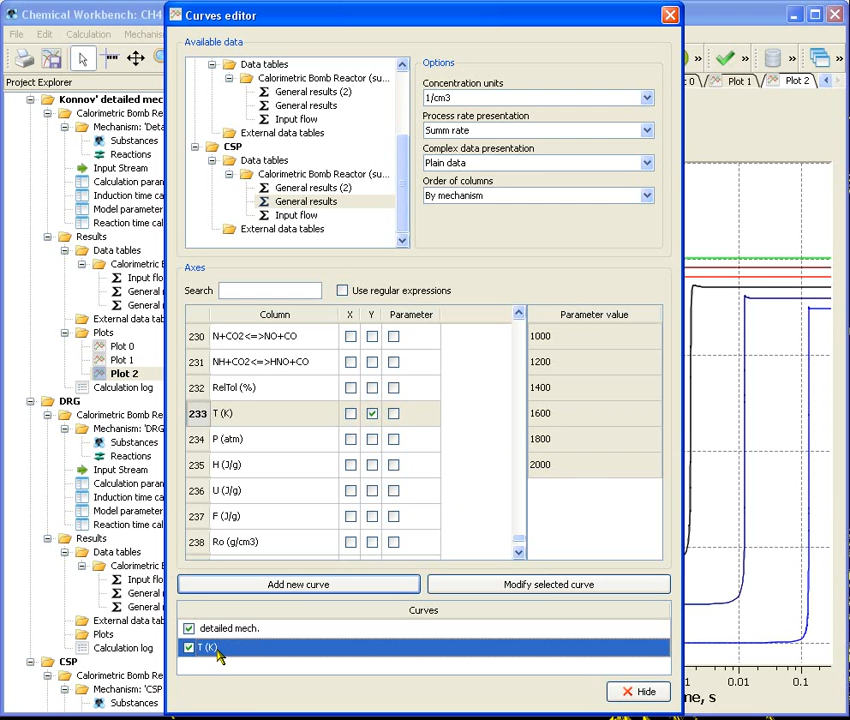 Chemical Workbench: CH4
File Edit Calculation Mechanism
Project Explorer
Konnov' detailed mec
Calorimetric Bomb Re
Mechanism: 'Deta
Substances
Reactions
Input Stream
Calculation param
Induction time ca
Model parameter
Reaction time cal
Results
Data tables
Calorimetric B
Input flo
General r
General r
External data tab
Plots
Plot 0
Plot 1
Plot 2
Calculation log
DRG
Calorimetric Bomb Re
Mechanism: 'DRG
Substances
Reactions
Input Stream
Calculation param
Induction time ca
Model parameter
Reaction time cal
Results
Data tables
Calorimetric B
Input flo
General r
General r
External data tab
Plots
Calculation log
CSP
Calorimetric Bomb Re
Mechanism: 'CSP
Substances
Curves editor
Available data
Data tables
Calorimetric Bomb Reactor (su...
General results (2)
General results
Input flow
External data tables
CSP
Data tables
Calorimetric Bomb Reactor (su...
General results (2)
General results
Input flow
External data tables
Options
Concentration units
1/cm3
Process rate presentation
Summ rate
Complex data presentation
Plain data
Order of columns
By mechanism
Axes
Search
Use regular expressions
Column X Y Parameter
230 N+CO2<=>NO+CO
231 NH+CO2<=>HNO+CO
232 RelTol (%)
233 T (K)
234 P (atm)
235 H (J/g)
236 U (J/g)
237 F (J/g)
238 Ro (g/cm3)
Parameter value
1000
1200
1400
1600
1800
2000
Add new curve
Modify selected curve
Curves
detailed mech.
T (K)
Hide
»
»
»
t 0
Plot 1
Plot 2
1
0.01
0.1
ne, s